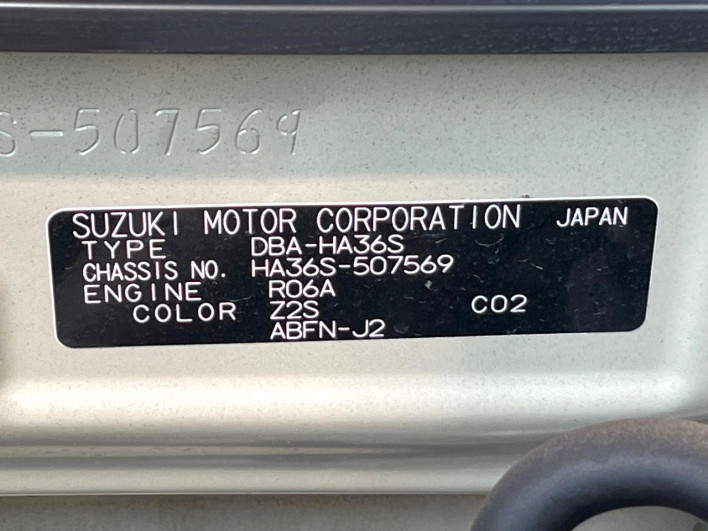 S-507569
SUZUKI MOTOR CORPORATION JAPAN
TYPE DBA-HA36S
CHASSIS NO. HA36S-507569
ENGINE R06A
COLOR Z2S C02
ABFN-J2